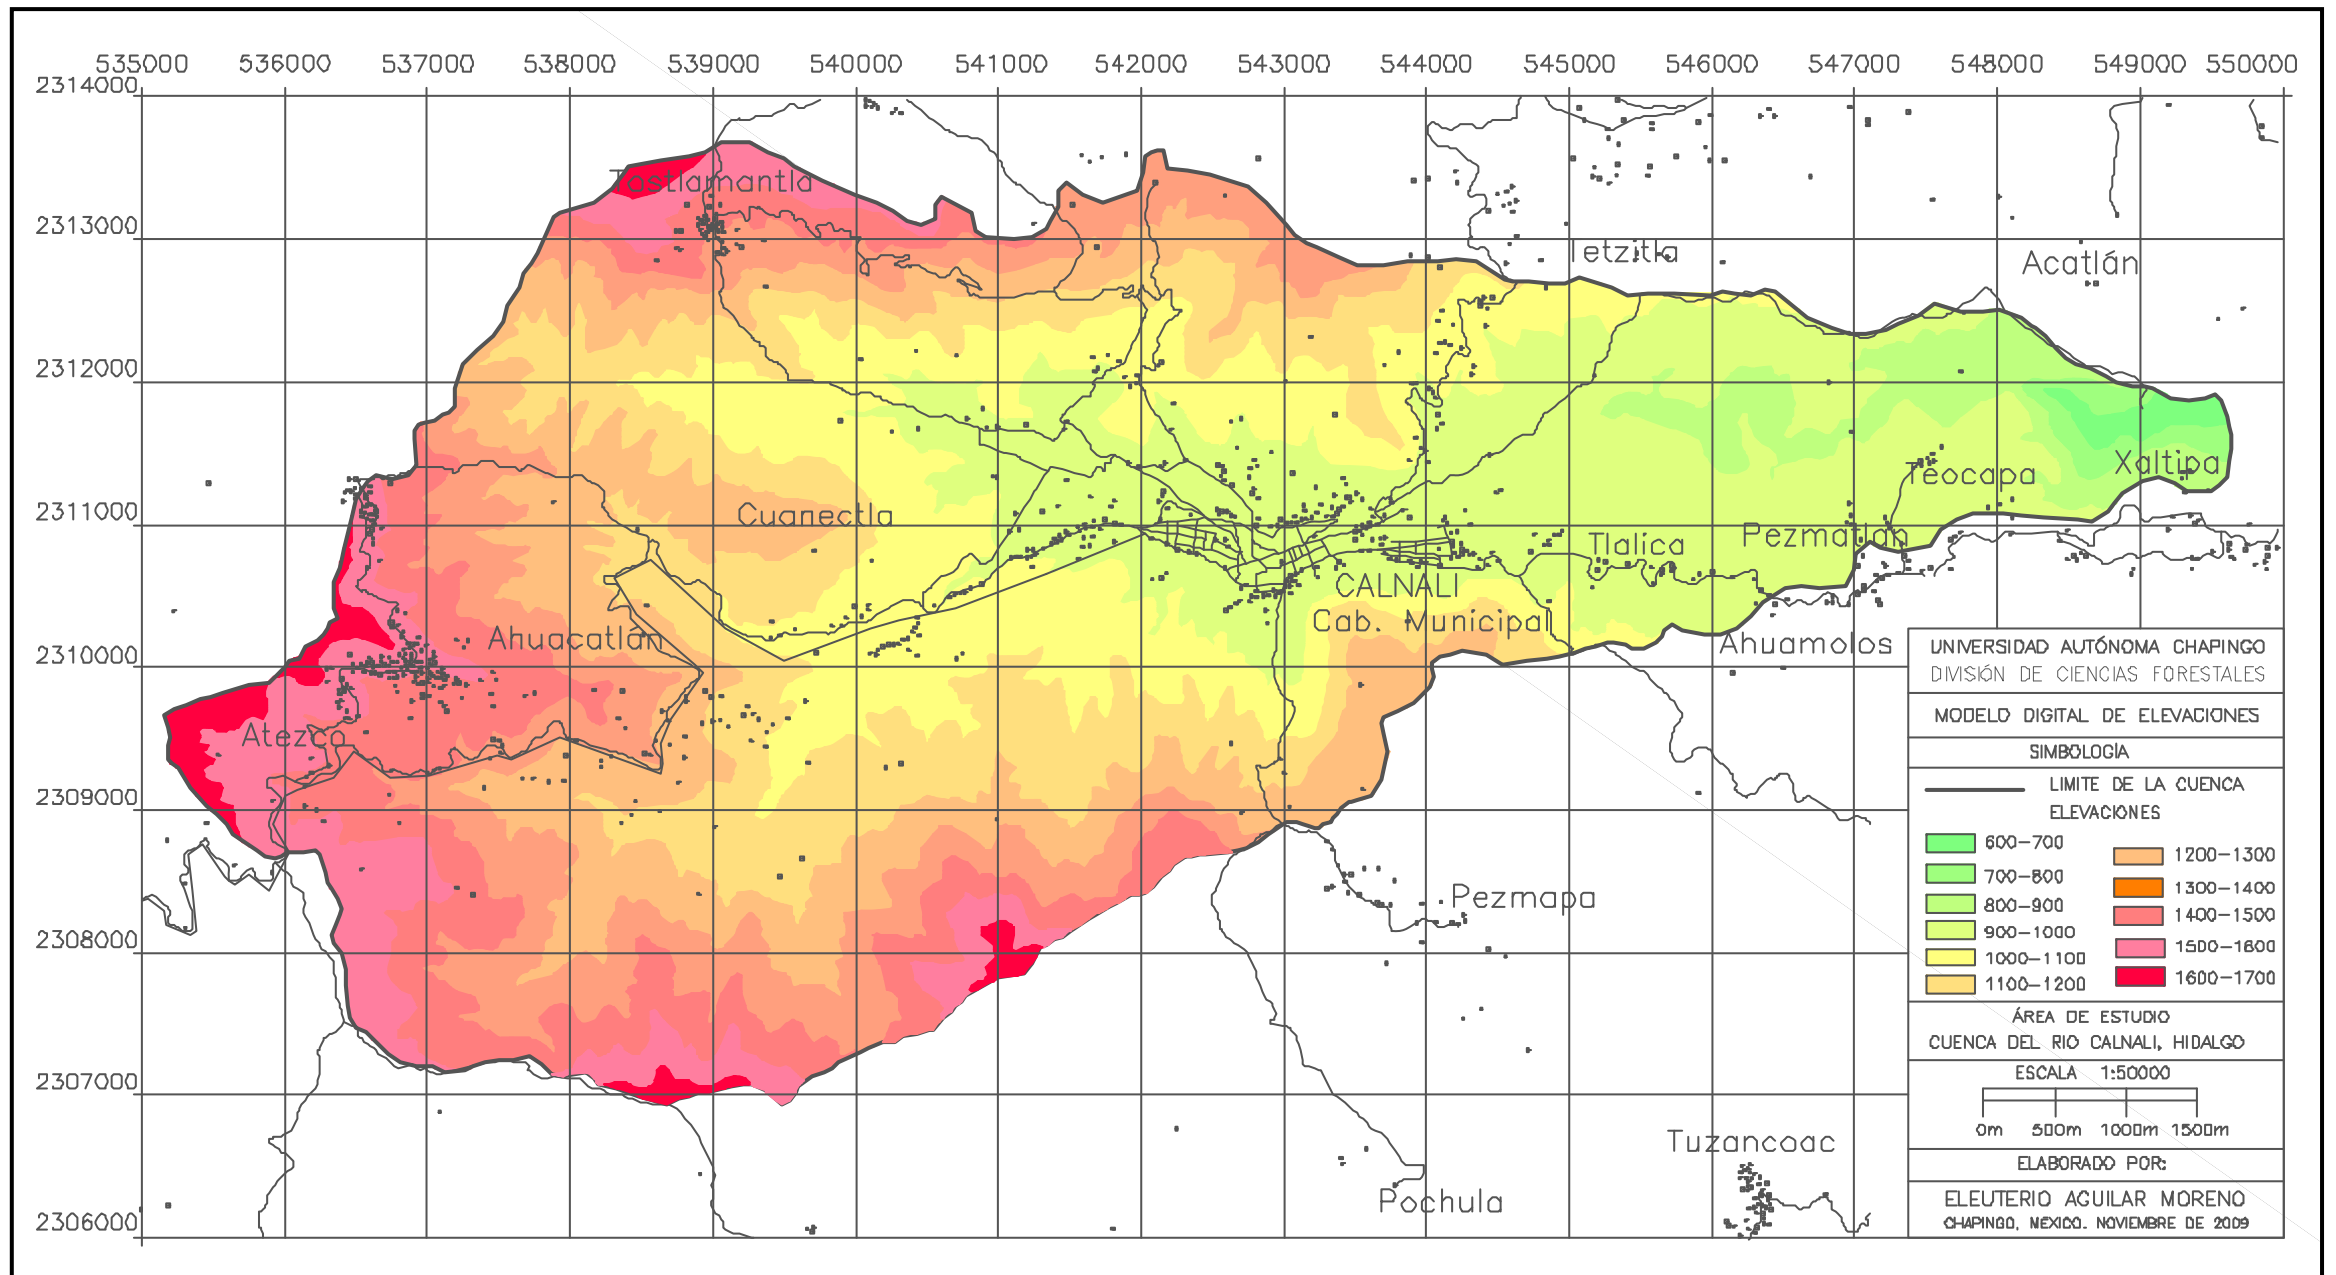 535000 536000 537000 538000 539000 540000 541000 542000 543000 544000 545000 546000 547000 548000 549000 550000
2314000
Tostlamantla
2313000
Tetzitla
Acatlán
2312000
Xaltipa
Teocapa
2311000
Cuanectla
Pezmatlán
Tlalica
CALNALI
Cab. Municipal
Ahuacatlán
Ahuamolos
2310000
Atezca
2309000
Pezmapa
2308000
2307000
Tuzancoac
Pochula
2306000
UNIVERSIDAD AUTÓNOMA CHAPINGO
DIVISIÓN DE CIENCIAS FORESTALES
MODELO DIGITAL DE ELEVACIONES
SIMBOLOGÍA
LIMITE DE LA CUENCA
ELEVACIONES
600-700
700-800
800-900
900-1000
1000-1100
1100-1200
1200-1300
1300-1400
1400-1500
1500-1600
1600-1700
ÁREA DE ESTUDIO
CUENCA DEL RIO CALNALI, HIDALGO
ESCALA 1:50000
0m 500m 1000m 1500m
ELABORADO POR:
ELEUTERIO AGUILAR MORENO
CHAPINGO, MEXICO. NOVIEMBRE DE 2009